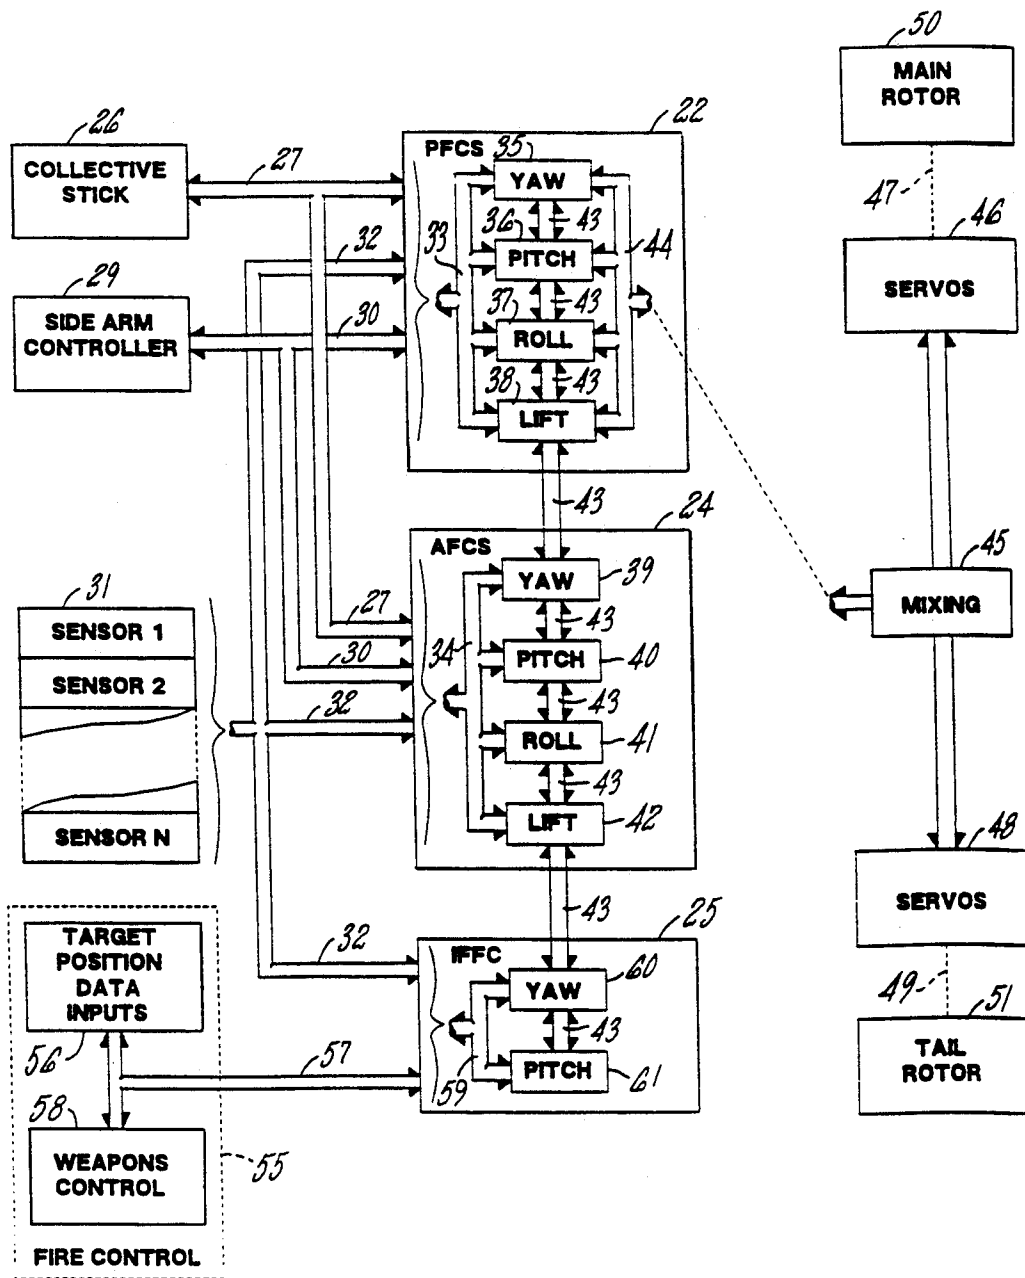 50
MAIN
ROTOR
47
46
SERVOS
26
COLLECTIVE
STICK
27
32
29
SIDE ARM
CONTROLLER
30
22
PFCS
35
YAW
43
36
PITCH
33
44
43
37
ROLL
43
38
LIFT
43
24
AFCS
YAW
39
43
34
PITCH
40
43
ROLL
41
43
LIFT
42
43
27
30
32
31
SENSOR 1
SENSOR 2
SENSOR N
45
MIXING
48
SERVOS
49
51
TAIL
ROTOR
25
IFFC
60
YAW
43
59
PITCH
61
32
57
TARGET
POSITION
DATA
INPUTS
56
58
WEAPONS
CONTROL
55
FIRE CONTROL